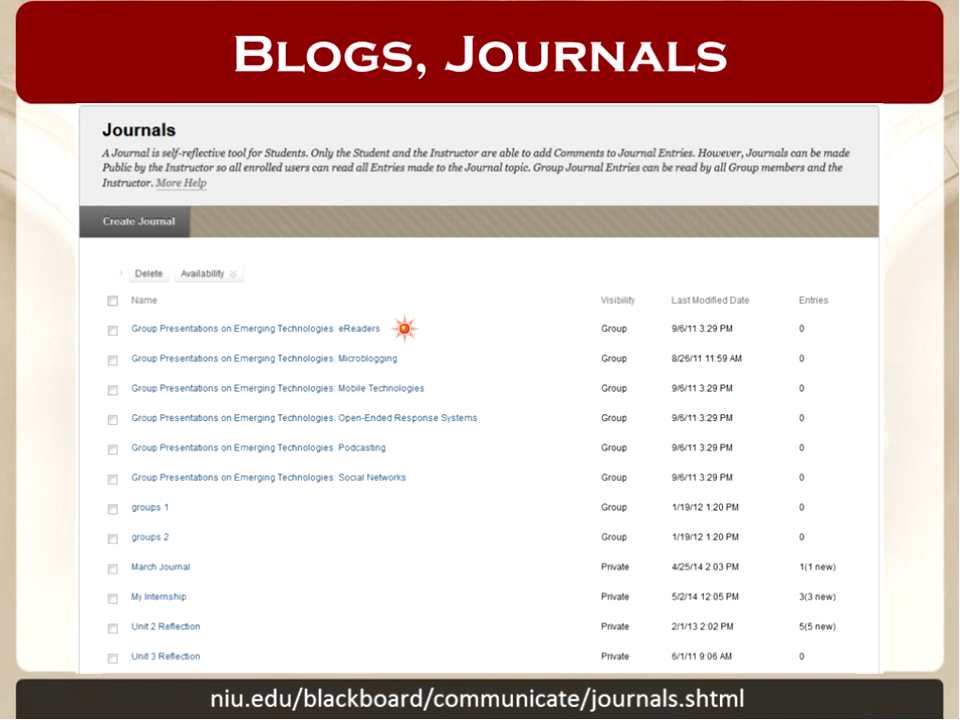 Blogs, Journals
Journals
A Journal is self-reflective tool for Students. Only the Student and the Instructor are able to add Comments to Journal Entries. However, Journals can be made
Public by the Instructor so all enrolled users can read all Entries made to the Journal topic. Group Journal Entries can be read by all Group members and the
Instructor. More Help
Create Journal
Delete Availability
Name Visibility Last Modified Date Entries
Group Presentations on Emerging Technologies: eReaders Group 9/6/11 3:29 PM 0
Group Presentations on Emerging Technologies: Microblogging Group 8/26/11 11:59 AM 0
Group Presentations on Emerging Technologies: Mobile Technologies Group 9/6/11 3:29 PM 0
Group Presentations on Emerging Technologies: Open-Ended Response Systems Group 9/6/11 3:29 PM 0
Group Presentations on Emerging Technologies: Podcasting Group 9/6/11 3:29 PM 0
Group Presentations on Emerging Technologies: Social Networks Group 9/6/11 3:29 PM 0
groups 1 Group 1/19/12 1:20 PM 0
groups 2 Group 1/19/12 1:20 PM 0
March Journal Private 4/25/14 2:03 PM 1(1 new)
My Internship Private 5/2/14 12:05 PM 3(3 new)
Unit 2 Reflection Private 2/1/13 2:02 PM 5(5 new)
Unit 3 Reflection Private 6/1/11 9:06 AM 0
niu.edu/blackboard/communicate/journals.shtml